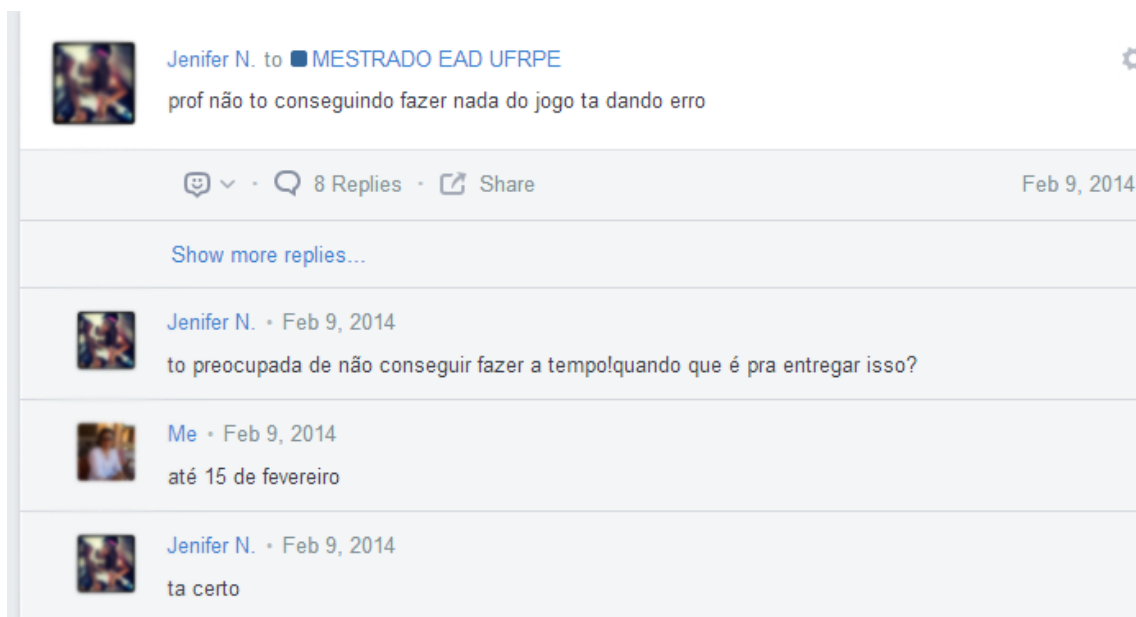 Jenifer N. to MESTRADO EAD UFRPE
prof não to conseguindo fazer nada do jogo ta dando erro
· 8 Replies · Share Feb 9, 2014
Show more replies...
Jenifer N. • Feb 9, 2014
to preocupada de não conseguir fazer a tempo!quando que é pra entregar isso?
Me • Feb 9, 2014
até 15 de fevereiro
Jenifer N. • Feb 9, 2014
ta certo